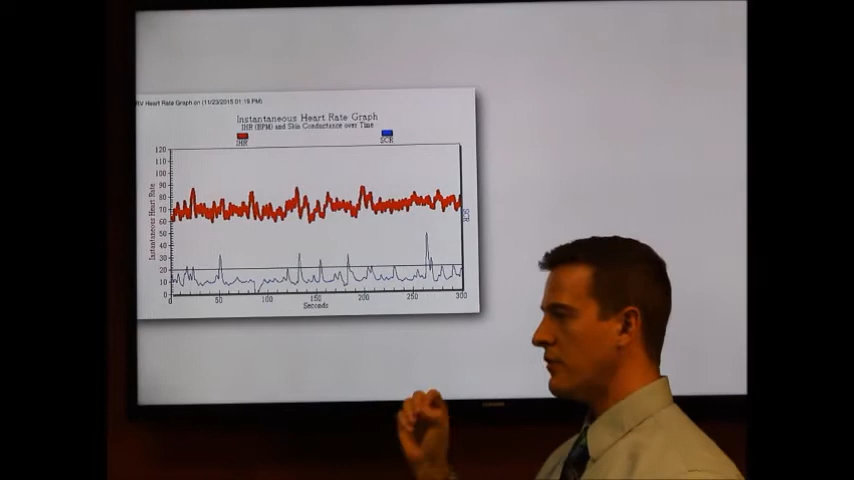 RV Heart Rate Graph on (11/23/2015 01:19 PM)
Instantaneous Heart Rate Graph
IHR (BPM) and Skin Conductance over Time
IHR
SCR
120
110
100
90
80
70
60
50
40
30
20
10
0
Instantaneous Heart Rate
SCR
0
50
100
150
200
250
300
Seconds